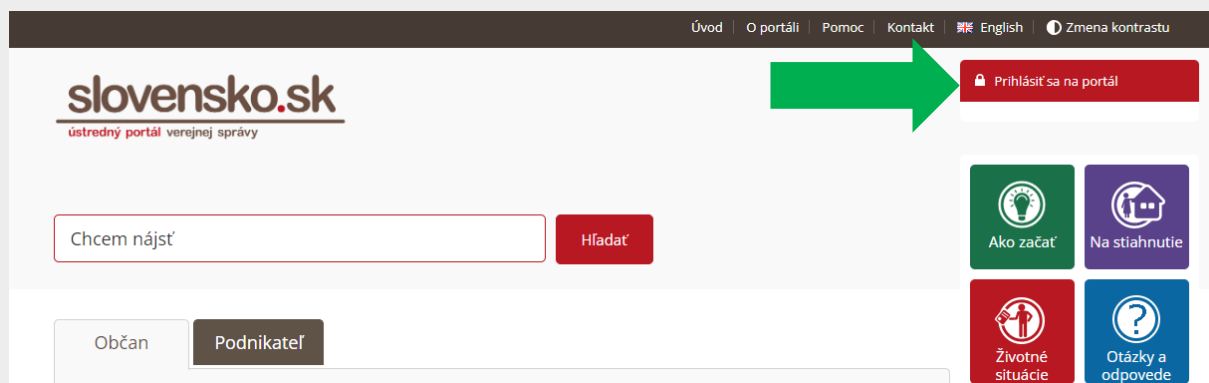 Úvod | O portáli | Pomoc | Kontakt | English | Zmena kontrastu
Prihlásiť sa na portál
slovensko.sk
ústredný portál verejnej správy
Chcem nájsť
Hľadať
Ako začať
Na stiahnutie
Občan
Podnikateľ
Životné
situácie
Otázky a
odpovede